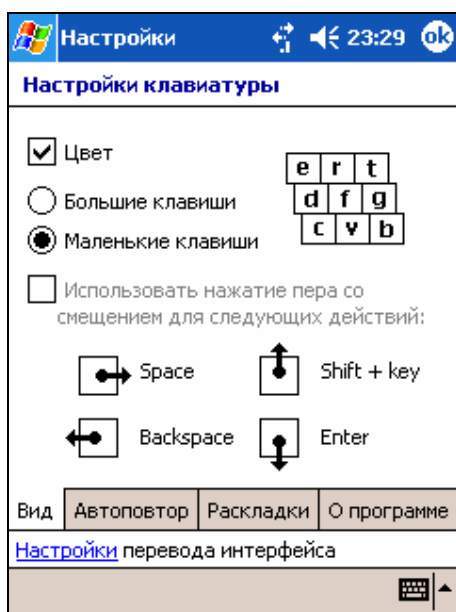 Настройки 23:29 ok
Настройки клавиатуры
Цвет
e r t
Большие клавиши
d f g
Маленькие клавиши
c v b
Использовать нажатие пера со
смещением для следующих действий:
Space Shift + key
Backspace Enter
Вид Автоповтор Раскладки О программе
Настройки перевода интерфейса